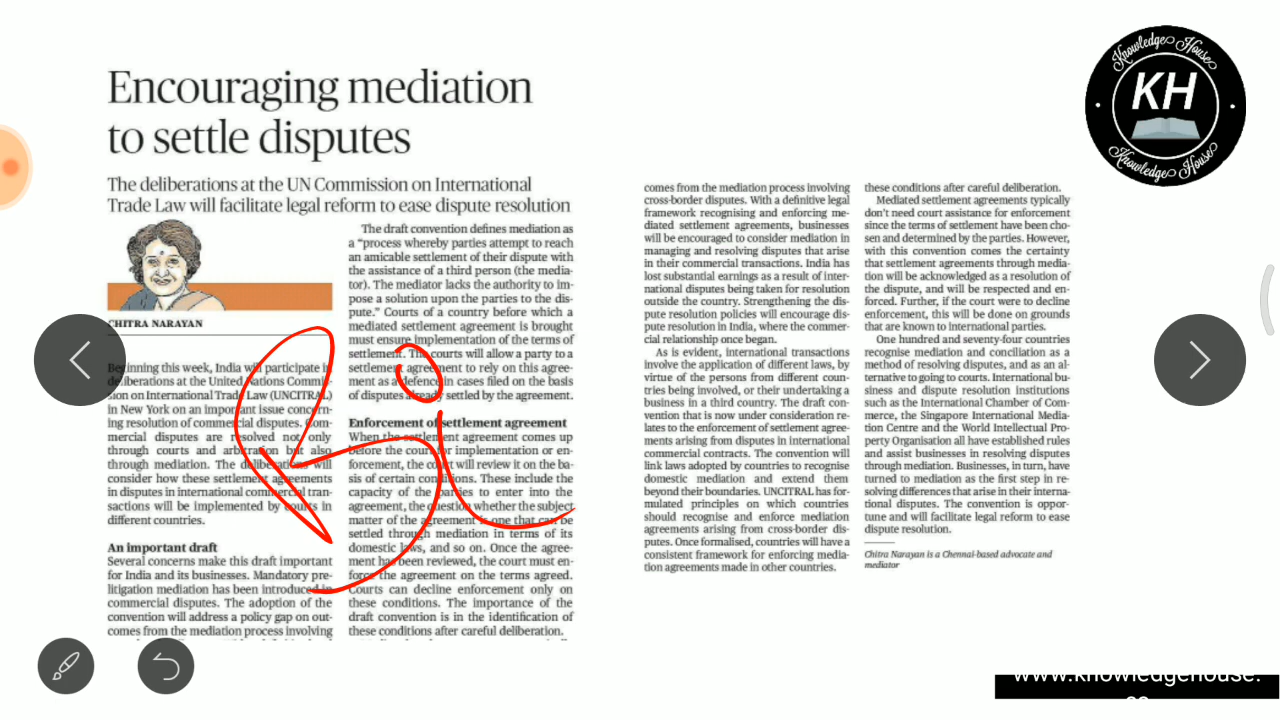 Encouraging mediation
to settle disputes
The deliberations at the UN Commission on International
Trade Law will facilitate legal reform to ease dispute resolution
CHITRA NARAYAN
Beginning this week, India will participate in
deliberations at the United Nations Commis-
sion on International Trade Law (UNCITRAL)
in New York on an important issue concern-
ing resolution of commercial disputes. Com-
mercial disputes are resolved not only
through courts and arbitration but also
through mediation. The deliberations will
consider how these settlement agreements
in disputes in international commercial tran-
sactions will be implemented by courts in
different countries.
An important draft
Several concerns make this draft important
for India and its businesses. Mandatory pre-
litigation mediation has been introduced in
commercial disputes. The adoption of the
convention will address a policy gap on out-
comes from the mediation process involving
The draft convention defines mediation as
a “process whereby parties attempt to reach
an amicable settlement of their dispute with
the assistance of a third person (the media-
tor). The mediator lacks the authority to im-
pose a solution upon the parties to the dis-
pute.” Courts of a country before which a
mediated settlement agreement is brought
must ensure implementation of the terms of
settlement. The courts will allow a party to a
settlement agreement to rely on this agree-
ment as a defence in cases filed on the basis
of disputes already settled by the agreement.
Enforcement of settlement agreement
When the settlement agreement comes up
before the court for implementation or en-
forcement, the court will review it on the ba-
sis of certain conditions. These include the
capacity of the parties to enter into the
agreement, the question whether the subject
matter of the agreement is one that can be
settled through mediation in terms of its
domestic laws, and so on. Once the agree-
ment has been reviewed, the court must en-
force the agreement on the terms agreed.
Courts can decline enforcement only on
these conditions. The importance of the
draft convention is in the identification of
these conditions after careful deliberation.
comes from the mediation process involving
cross-border disputes. With a definitive legal
framework recognising and enforcing me-
diated settlement agreements, businesses
will be encouraged to consider mediation in
managing and resolving disputes that arise
in their commercial transactions. India has
lost substantial earnings as a result of inter-
national disputes being taken for resolution
outside the country. Strengthening the dis-
pute resolution policies will encourage dis-
pute resolution in India, where the commer-
cial relationship once began.
As is evident, international transactions
involve the application of different laws, by
virtue of the persons from different coun-
tries being involved, or their undertaking a
business in a third country. The draft con-
vention that is now under consideration re-
lates to the enforcement of settlement agree-
ments arising from disputes in international
commercial contracts. The convention will
link laws adopted by countries to recognise
domestic mediation and extend them
beyond their boundaries. UNCITRAL has for-
mulated principles on which countries
should recognise and enforce mediation
agreements arising from cross-border dis-
putes. Once formalised, countries will have a
consistent framework for enforcing media-
tion agreements made in other countries.
these conditions after careful deliberation.
Mediated settlement agreements typically
don’t need court assistance for enforcement
since the terms of settlement have been cho-
sen and determined by the parties. However,
with this convention comes the certainty
that settlement agreements through media-
tion will be acknowledged as a resolution of
the dispute, and will be respected and en-
forced. Further, if the court were to decline
enforcement, this will be done on grounds
that are known to international parties.
One hundred and seventy-four countries
recognise mediation and conciliation as a
method of resolving disputes, and as an al-
ternative to going to courts. International bu-
siness and dispute resolution institutions
such as the International Chamber of Com-
merce, the Singapore International Media-
tion Centre and the World Intellectual Pro-
perty Organisation all have established rules
and assist businesses in resolving disputes
through mediation. Businesses, in turn, have
turned to mediation as the first step in re-
solving differences that arise in their interna-
tional disputes. The convention is oppor-
tune and will facilitate legal reform to ease
dispute resolution.
Chitra Narayan is a Chennai-based advocate and
mediator
Knowledge House
KH
Knowledge House
www.knowledgehouse.